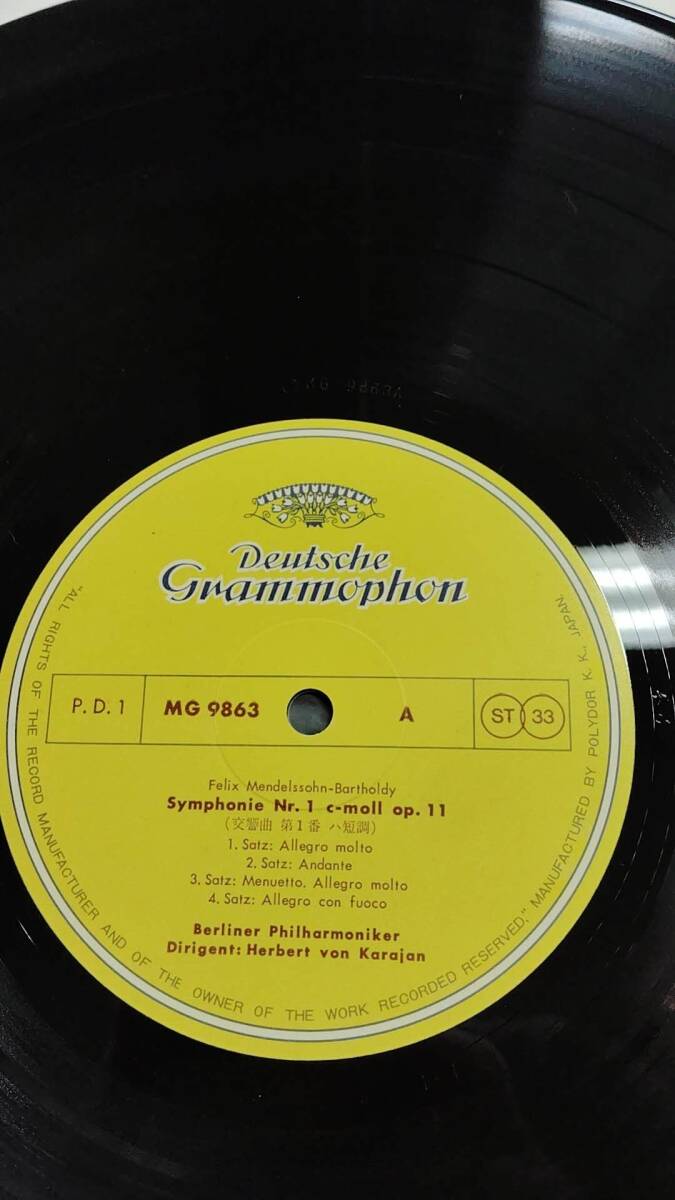 Deutsche
Grammophon
P. D. 1
MG 9863
A
ST 33
Felix Mendelssohn-Bartholdy
Symphonie Nr. 1 c-moll op. 11
(交響曲 第1番 ハ短調)
1. Satz: Allegro molto
2. Satz: Andante
3. Satz: Menuetto. Allegro molto
4. Satz: Allegro con fuoco
Berliner Philharmoniker
Dirigent: Herbert von Karajan
"ALL RIGHTS OF THE RECORD MANUFACTURER AND OF THE OWNER OF THE WORK RECORDED RESERVED." MANUFACTURED BY POLYDOR K. K., JAPAN.